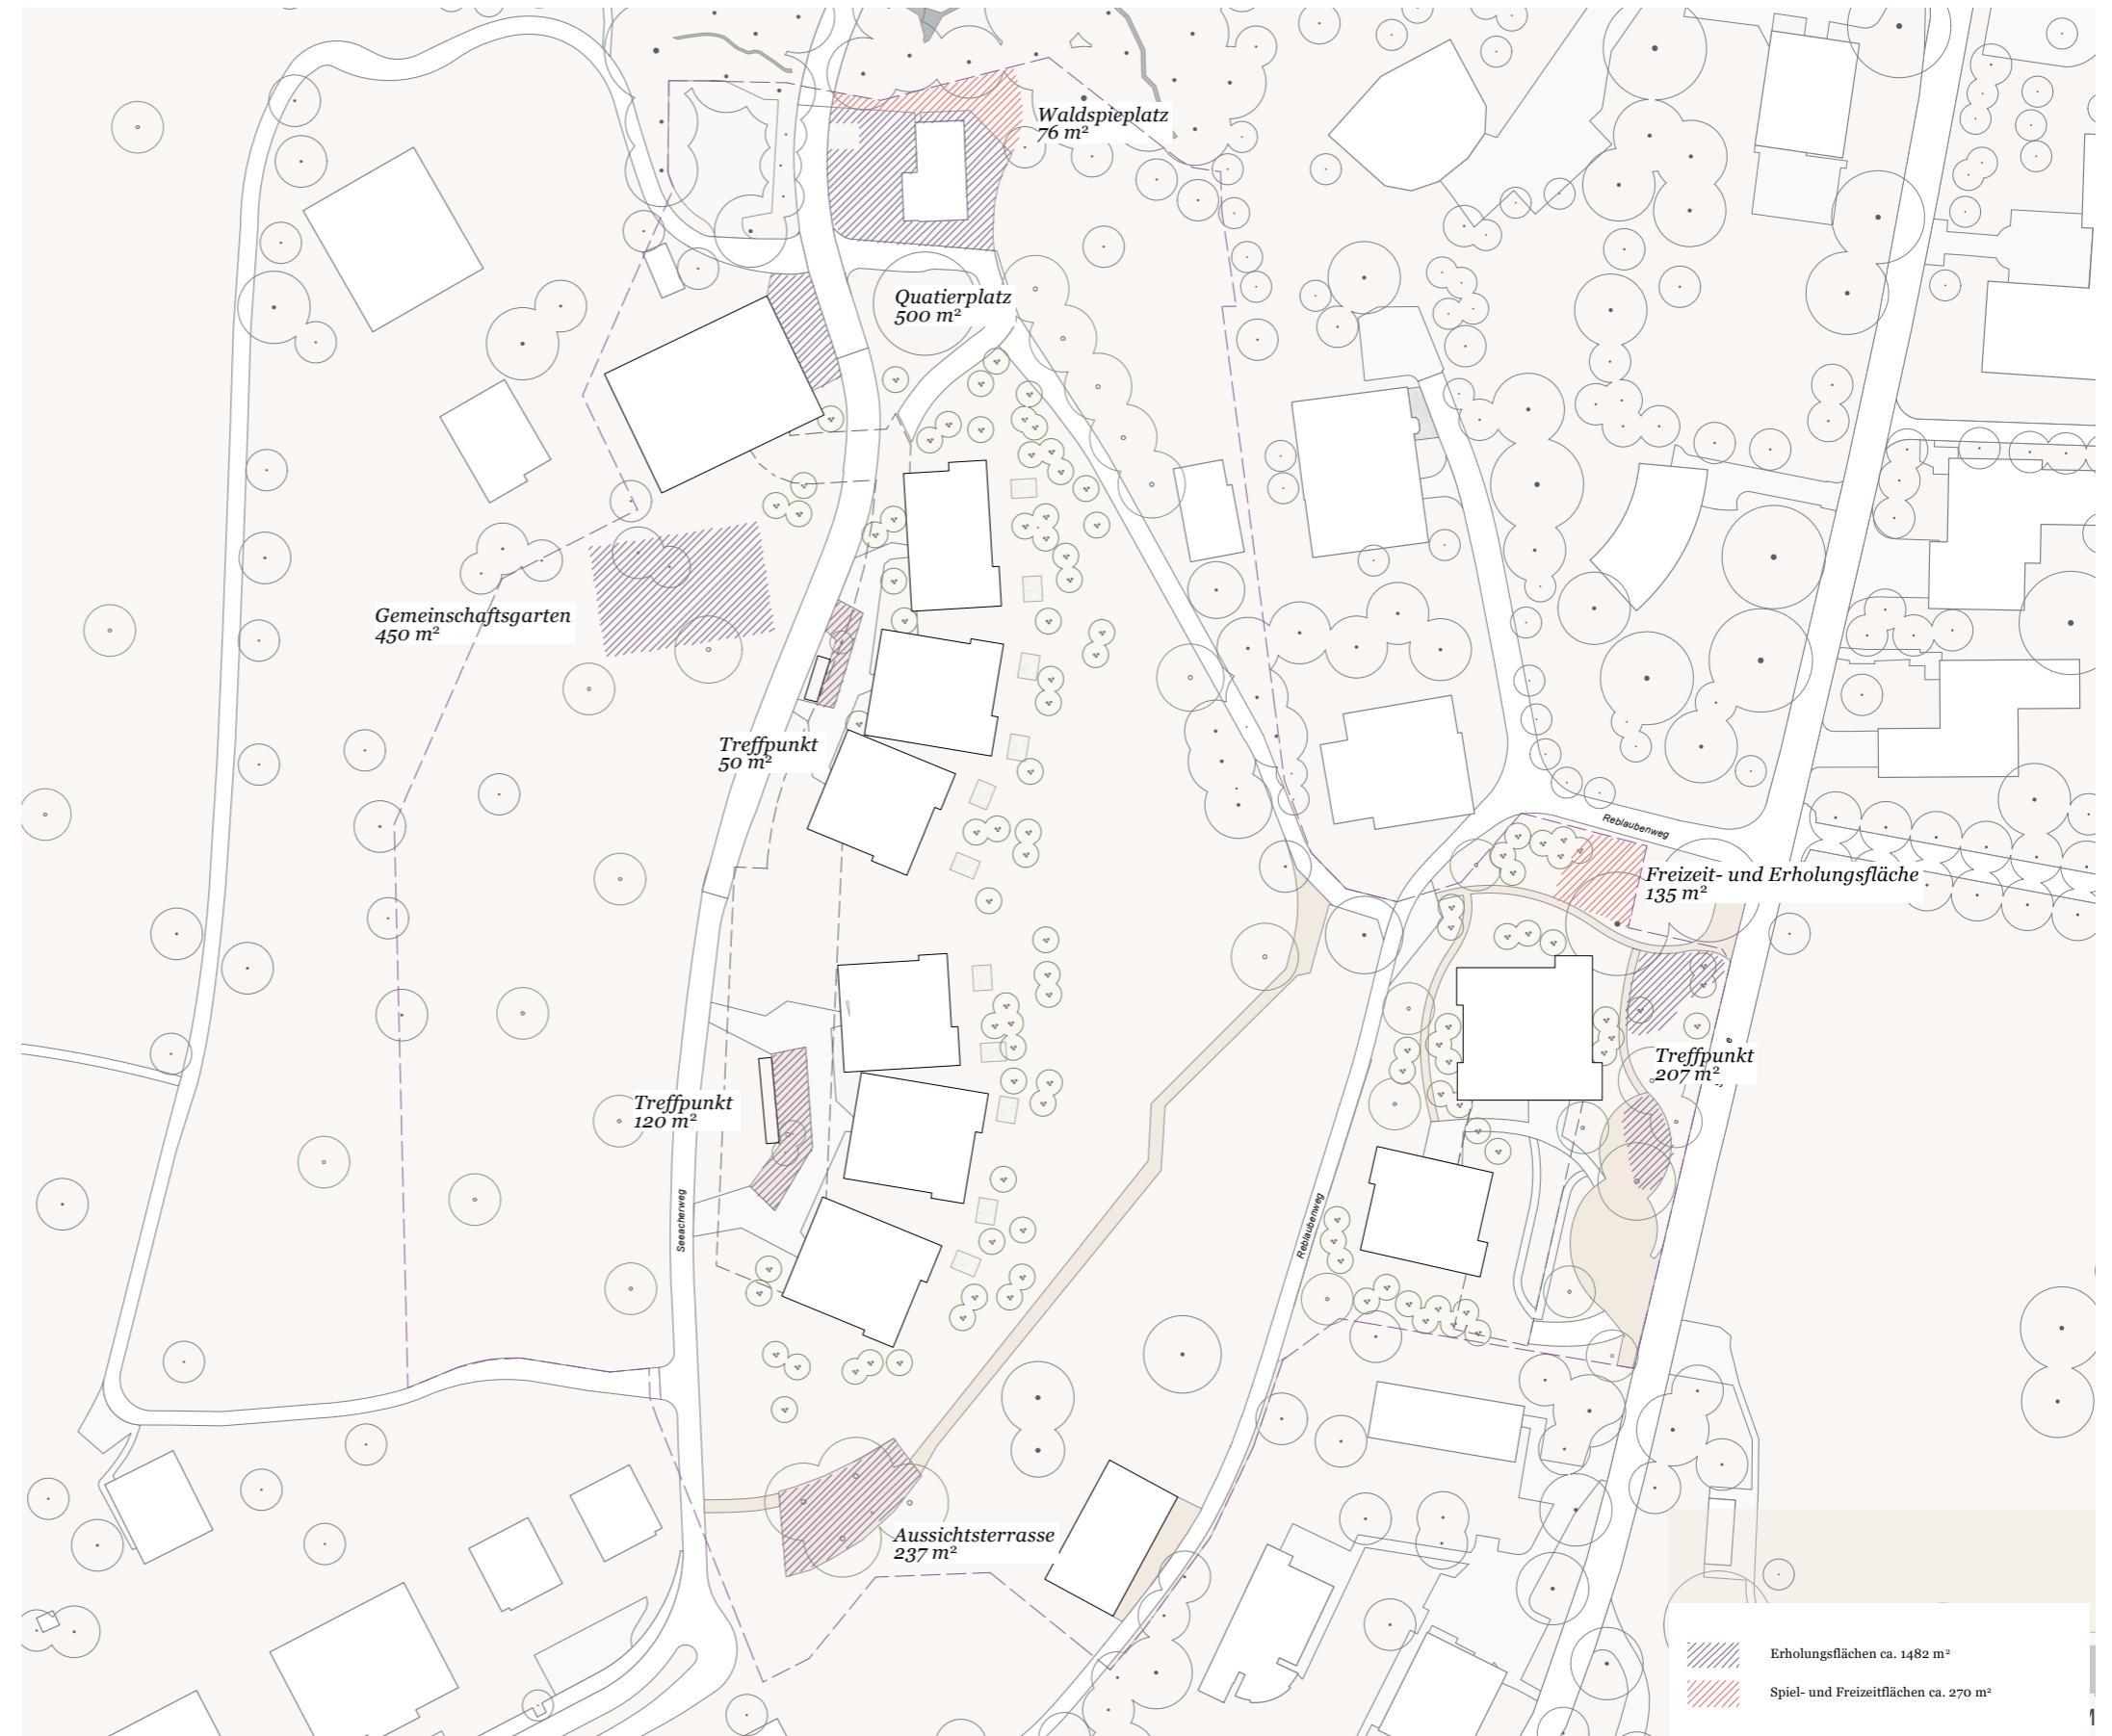 Waldspieplatz
76 m²
Quatierplatz
500 m²
Gemeinschaftsgarten
450 m²
Treffpunkt
50 m²
Reblaubenweg
Freizeit- und Erholungsfläche
135 m²
Treffpunkt
207 m²
Treffpunkt
120 m²
Seeacherweg
Reblaubenweg
Aussichtsterrasse
237 m²
Erholungsflächen ca. 1482 m²
Spiel- und Freizeitflächen ca. 270 m²